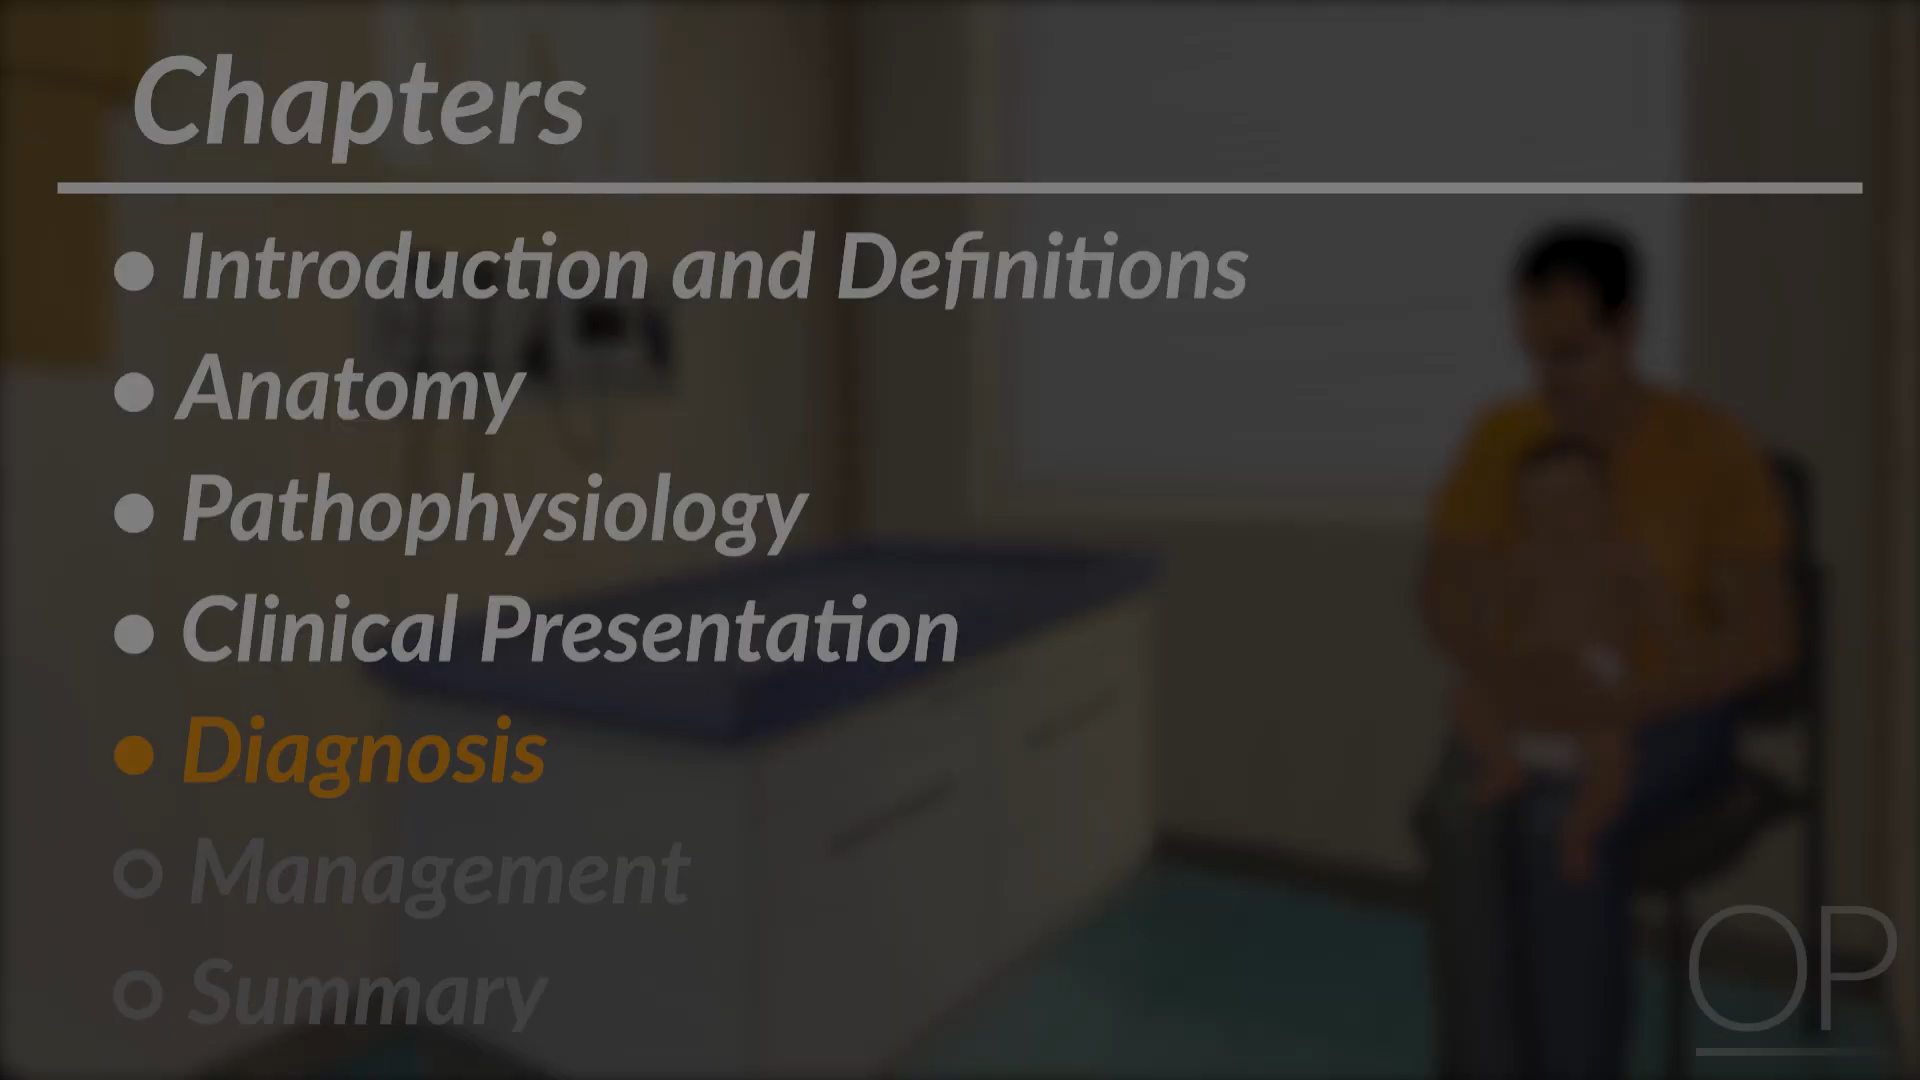 Chapters
Introduction and Definitions
Anatomy
Pathophysiology
Clinical Presentation
Diagnosis
Management
Summary
OP